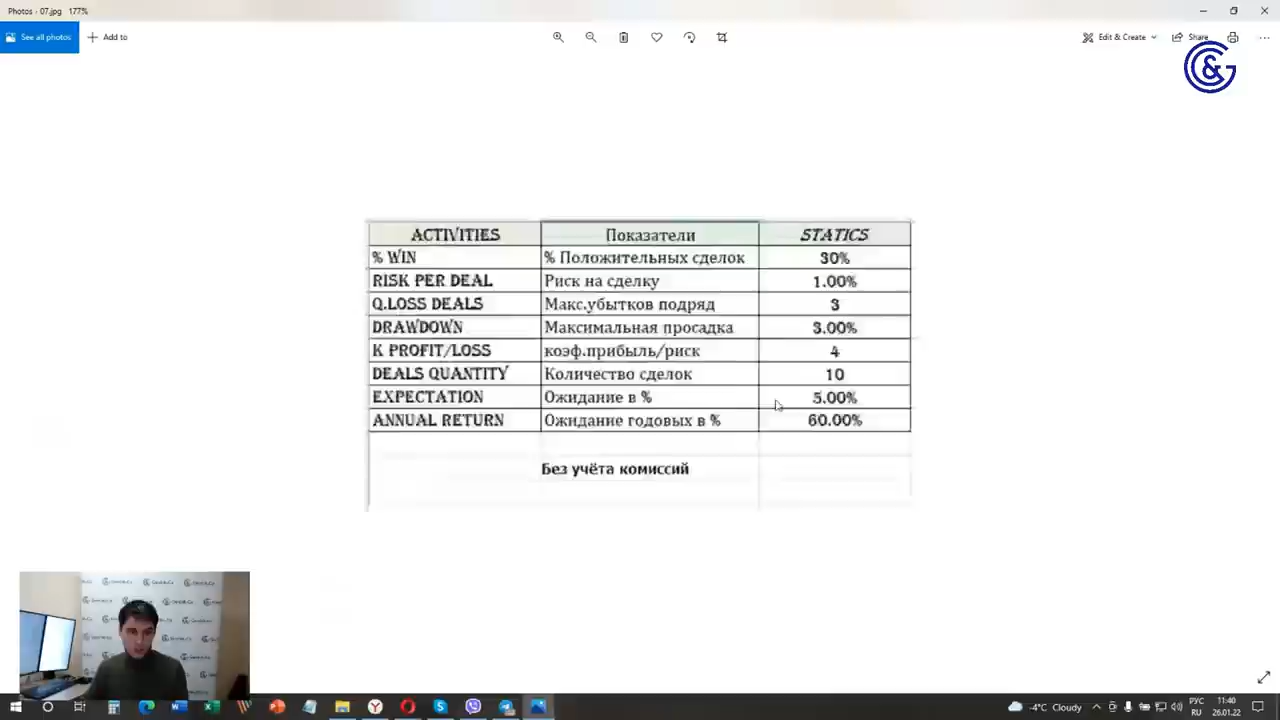 Photos - 07.jpg 177%
See all photos
Add to
Edit & Create
Share
G&
ACTIVITIES Показатели STATICS
% WIN % Положительных сделок 30%
RISK PER DEAL Риск на сделку 1.00%
Q.LOSS DEALS Макс.убытков подряд 3
DRAWDOWN Максимальная просадка 3.00%
K PROFIT/LOSS коэф.прибыль/риск 4
DEALS QUANTITY Количество сделок 10
EXPECTATION Ожидание в % 5.00%
ANNUAL RETURN Ожидание годовых в % 60.00%
Без учёта комиссий
-4°C Cloudy
РУС
RU
11:40
26.01.22